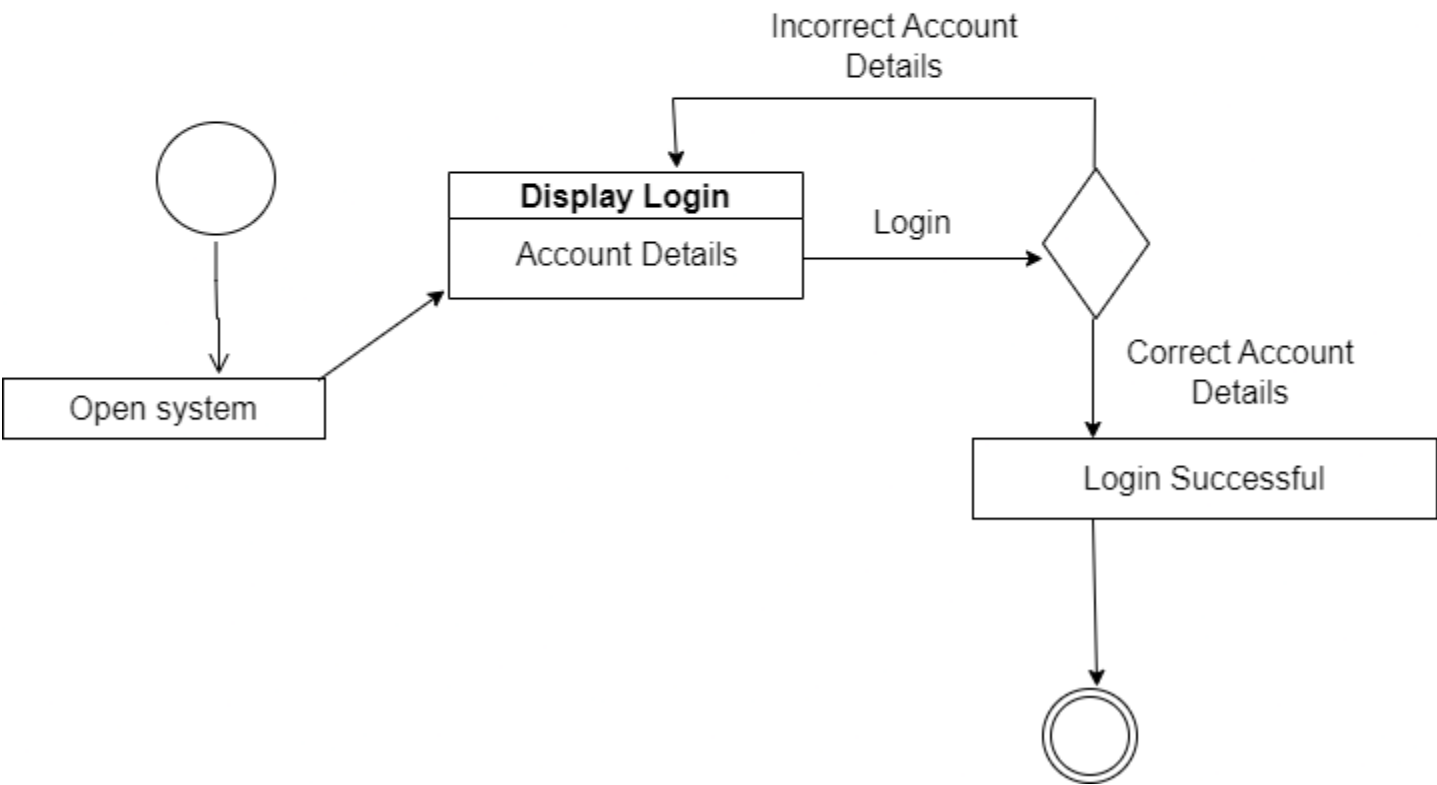 Incorrect Account
Details
Display Login
Account Details
Login
Open system
Correct Account
Details
Login Successful